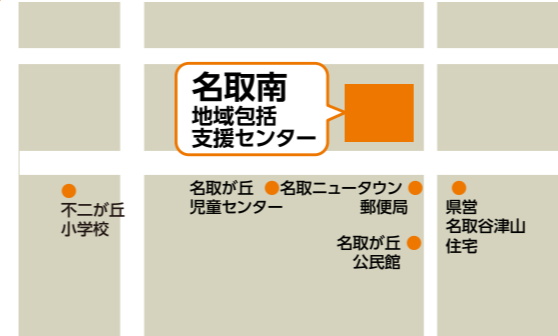 名取南
地域包括
支援センター
不二が丘
小学校
名取が丘
児童センター
名取ニュータウン
郵便局
名取が丘
公民館
県営
名取谷津山
住宅